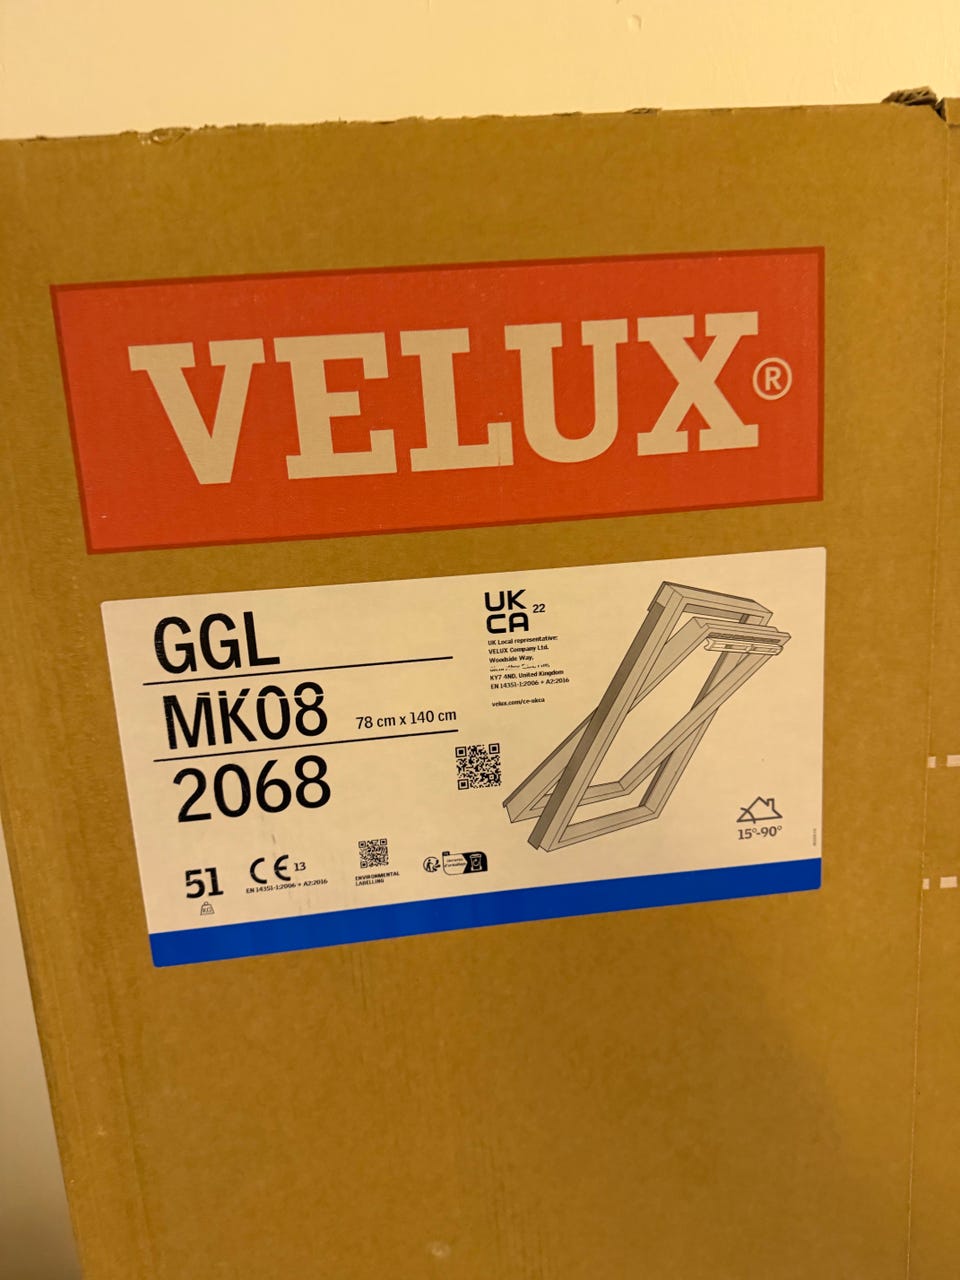 VELUX®
GGL
MK08 78 cm x 140 cm
2068
UK
CA 22
UK Local representative:
VELUX Company Ltd.
Woodside Way,
KY7 4ND, United Kingdom
EN 14351-1:2006 + A2:2016
velux.com/ce-ukca
15°-90°
51
KG
CE 13
EN 14351-1:2006 + A2:2016
ENVIRONMENTAL
LABELLING